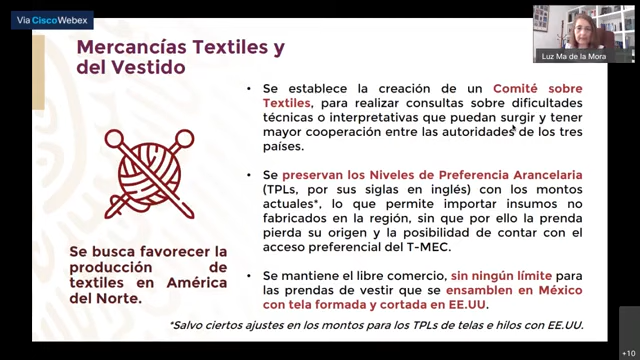 Via CiscoWebex
Mercancías Textiles y
del Vestido
Luz Ma de la Mora
• Se establece la creación de un Comité sobre
Textiles, para realizar consultas sobre dificultades
técnicas o interpretativas que puedan surgir y tener
mayor cooperación entre las autoridades de los tres
países.
• Se preservan los Niveles de Preferencia Arancelaria
(TPLs, por sus siglas en inglés) con los montos
actuales*, lo que permite importar insumos no
fabricados en la región, sin que por ello la prenda
pierda su origen y la posibilidad de contar con el
acceso preferencial del T-MEC.
• Se mantiene el libre comercio, sin ningún límite para
las prendas de vestir que se ensamblen en México
con tela formada y cortada en EE.UU.
Se busca favorecer la
producción de
textiles en América
del Norte.
*Salvo ciertos ajustes en los montos para los TPLs de telas e hilos con EE.UU.
+10